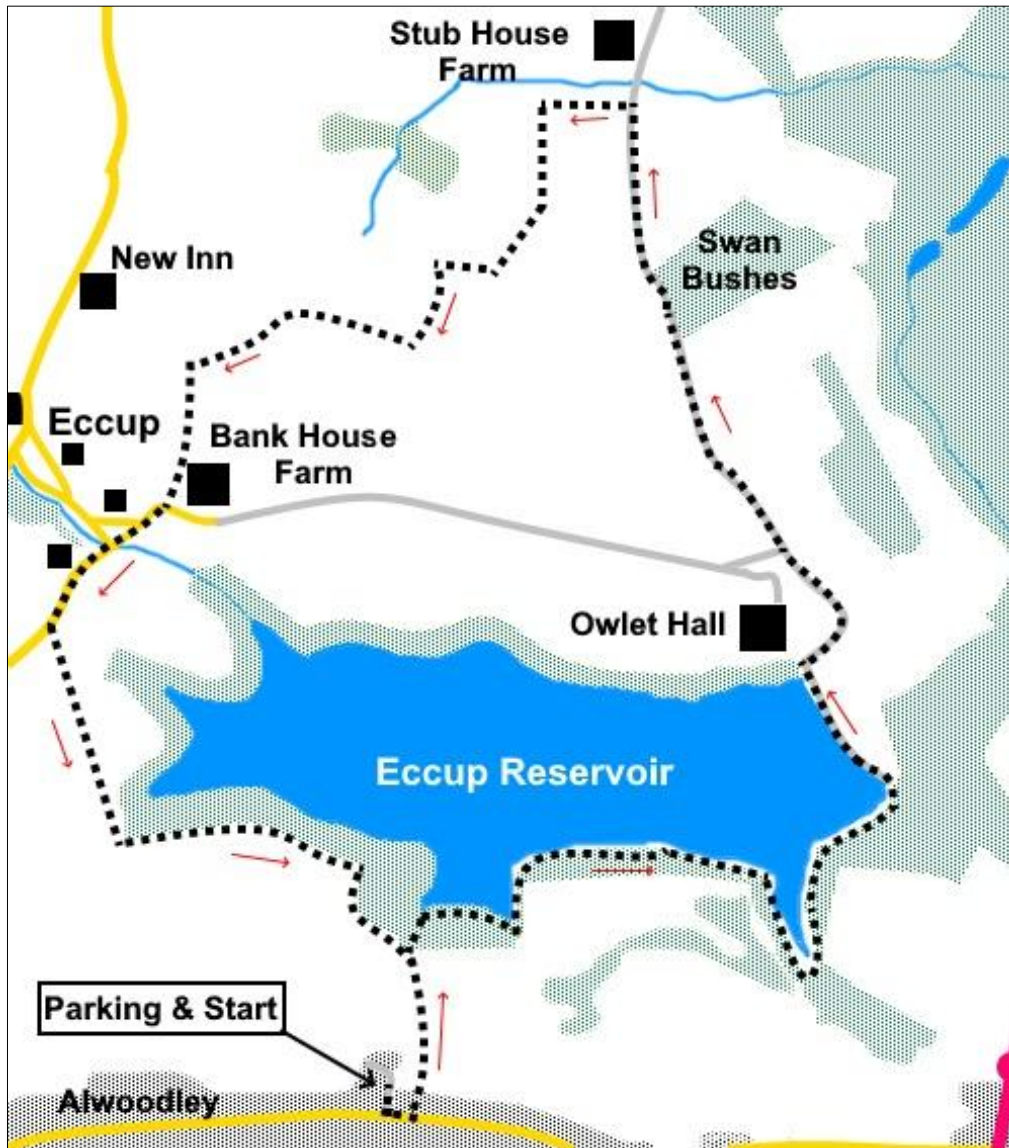 Stub House
Farm
Swan
Bushes
New Inn
Eccup
Bank House
Farm
Owlet Hall
Eccup Reservoir
Parking & Start
Alwoodley